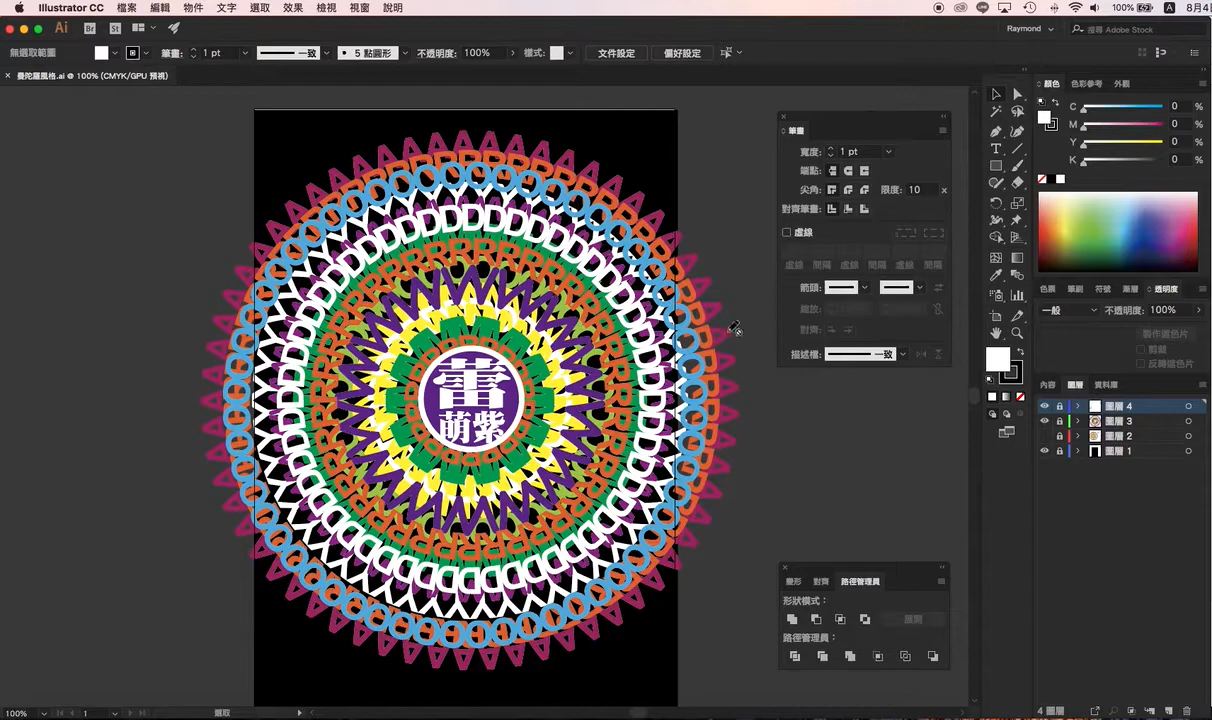 Illustrator CC 檔案 編輯 物件 文字 選取 效果 檢視 視窗 說明 100% 8月4
Ai Br St Raymond 搜尋 Adobe Stock
無選取範圍 筆畫: 1 pt 一致 5 點圓形 不透明度: 100% 樣式: 文件設定 偏好設定
× 曼陀羅風格.ai @ 100% (CMYK/GPU 預視)
顏色 色彩參考 外觀
C 0 %
M 0 %
Y 0 %
K 0 %
筆畫
寬度: 1 pt
端點:
尖角: 限度: 10 x
對齊筆畫:
虛線
虛線 間隔 虛線 間隔 虛線 間隔
箭頭:
縮放:
對齊:
描述檔: 一致
色票 筆刷 符號 漸層 透明度
一般 不透明度: 100%
製作遮色片
剪裁
反轉遮色片
內容 圖層 資料庫
圖層 4
圖層 3
圖層 2
圖層 1
蕾
萌紫
變形 對齊 路徑管理員
形狀模式:
展開
路徑管理員:
100% 1 選取 4 圖層